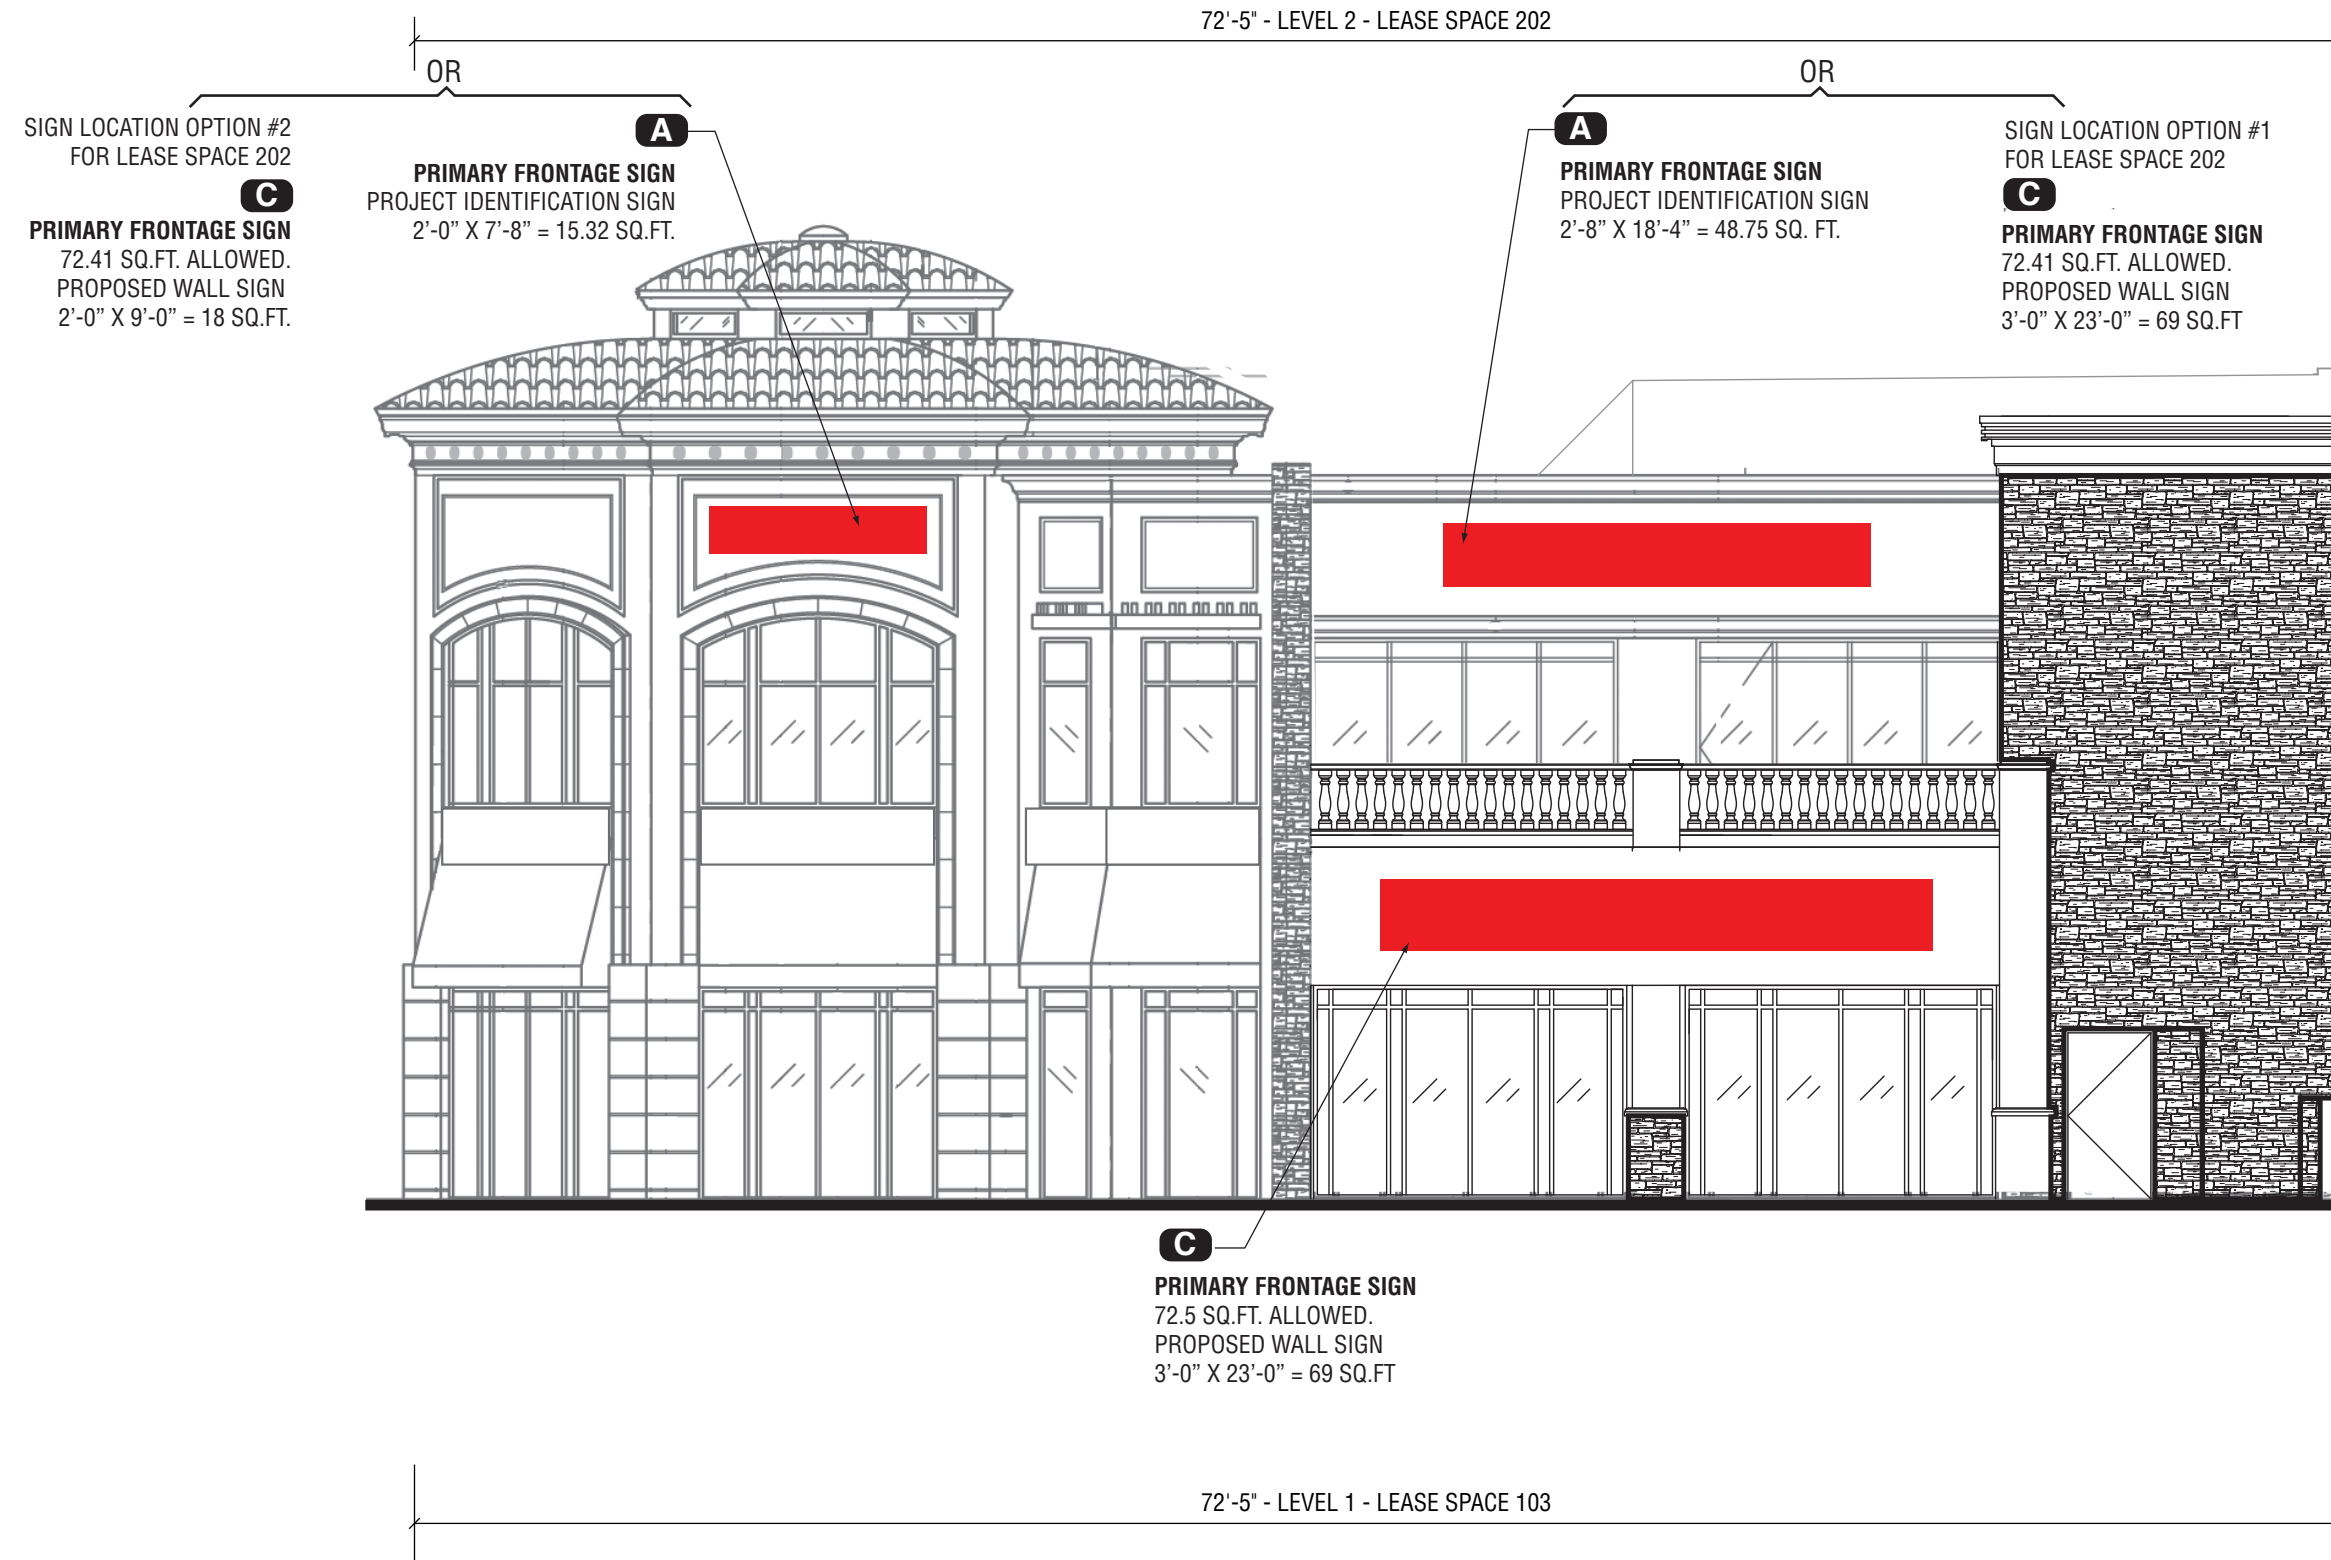 72'-5" - LEVEL 2 - LEASE SPACE 202
OR
SIGN LOCATION OPTION #2
FOR LEASE SPACE 202
C
PRIMARY FRONTAGE SIGN
72.41 SQ.FT. ALLOWED.
PROPOSED WALL SIGN
2’-0” X 9’-0” = 18 SQ.FT.
A
PRIMARY FRONTAGE SIGN
PROJECT IDENTIFICATION SIGN
2’-0” X 7’-8” = 15.32 SQ.FT.
OR
A
PRIMARY FRONTAGE SIGN
PROJECT IDENTIFICATION SIGN
2’-8” X 18’-4” = 48.75 SQ. FT.
SIGN LOCATION OPTION #1
FOR LEASE SPACE 202
C
PRIMARY FRONTAGE SIGN
72.41 SQ.FT. ALLOWED.
PROPOSED WALL SIGN
3’-0” X 23’-0” = 69 SQ.FT
C
PRIMARY FRONTAGE SIGN
72.5 SQ.FT. ALLOWED.
PROPOSED WALL SIGN
3’-0” X 23’-0” = 69 SQ.FT
72'-5" - LEVEL 1 - LEASE SPACE 103